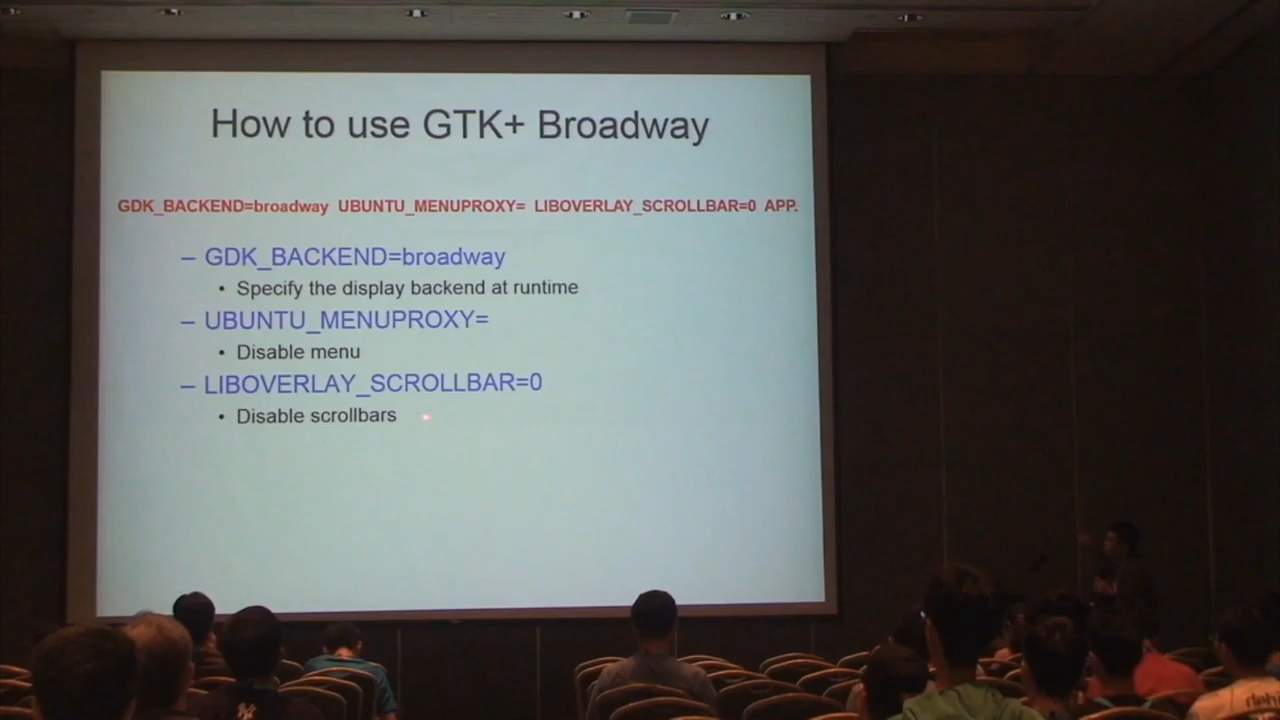 How to use GTK+ Broadway
GDK_BACKEND=broadway UBUNTU_MENUPROXY= LIBOVERLAY_SCROLLBAR=0 APP.
– GDK_BACKEND=broadway
• Specify the display backend at runtime
– UBUNTU_MENUPROXY=
• Disable menu
– LIBOVERLAY_SCROLLBAR=0
• Disable scrollbars
NY